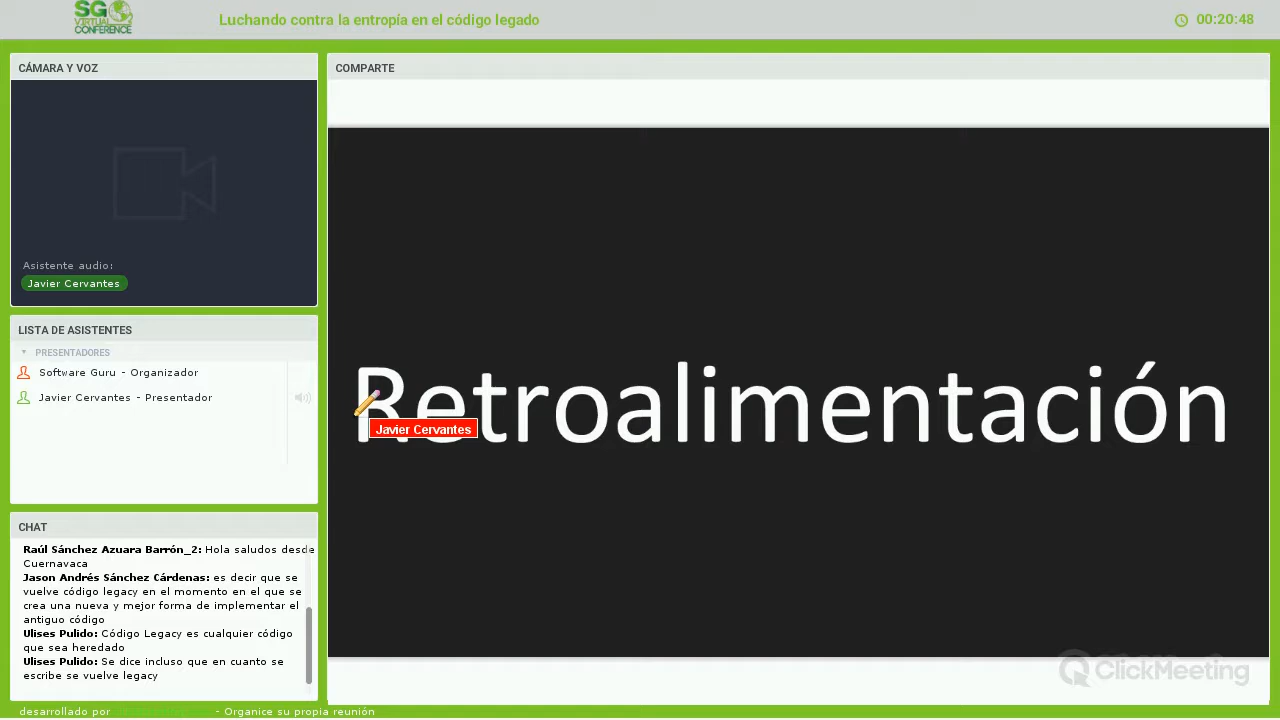 SG
VIRTUAL
CONFERENCE
Luchando contra la entropía en el código legado
00:20:48
CÁMARA Y VOZ
Asistente audio:
Javier Cervantes
LISTA DE ASISTENTES
PRESENTADORES
Software Guru - Organizador
Javier Cervantes - Presentador
CHAT
Raúl Sánchez Azuara Barrón_2: Hola saludos desde
Cuernavaca
Jason Andrés Sánchez Cárdenas: es decir que se
vuelve código legacy en el momento en el que se
crea una nueva y mejor forma de implementar el
antiguo código
Ulises Pulido: Código Legacy es cualquier código
que sea heredado
Ulises Pulido: Se dice incluso que en cuanto se
escribe se vuelve legacy
desarrollado por
- Organice su propia reunión
COMPARTE
Retroalimentación
Javier Cervantes
ClickMeeting